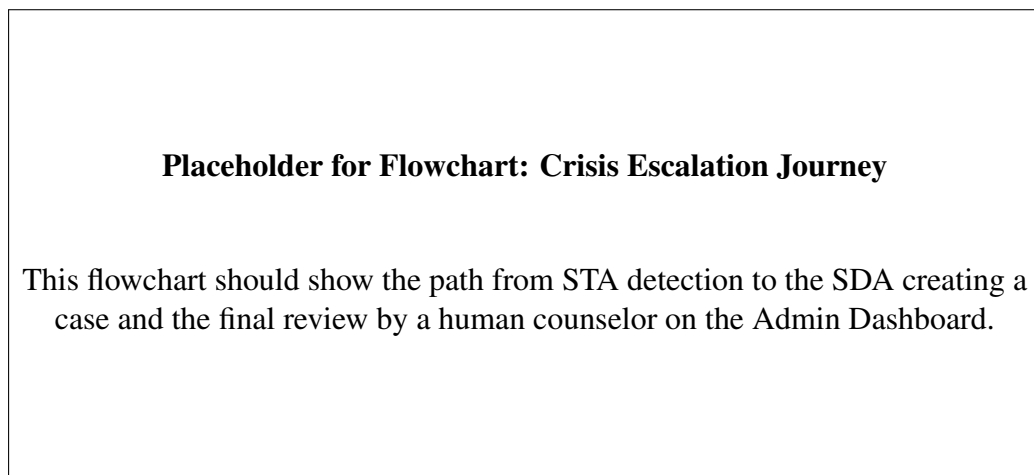 Placeholder for Flowchart: Crisis Escalation Journey
This flowchart should show the path from STA detection to the SDA creating a
case and the final review by a human counselor on the Admin Dashboard.